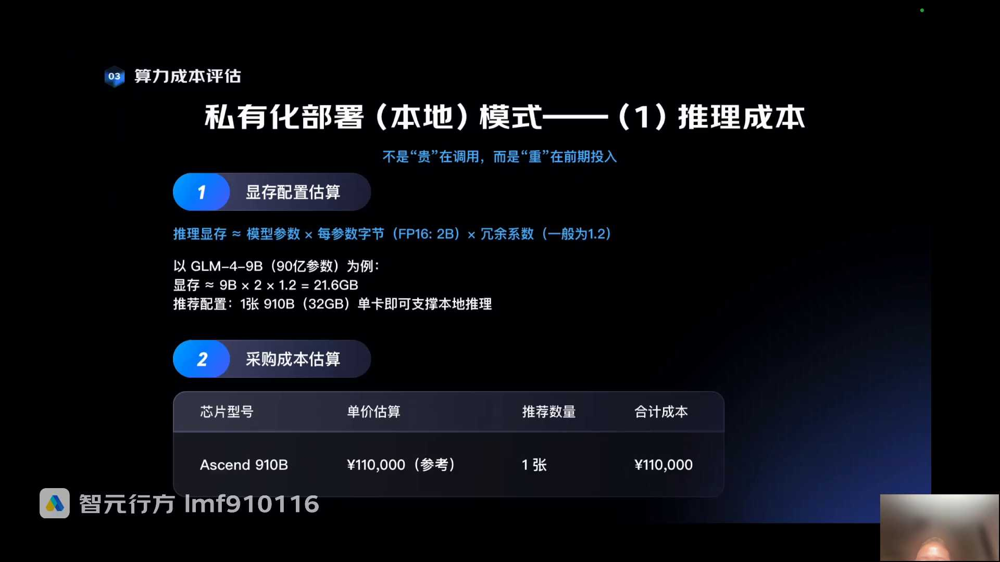 03 算力成本评估
私有化部署（本地）模式——（1）推理成本
不是“贵”在调用，而是“重”在前期投入
1 显存配置估算
推理显存 ≈ 模型参数 × 每参数字节（FP16: 2B）× 冗余系数（一般为1.2）
以 GLM-4-9B（90亿参数）为例：
显存 ≈ 9B × 2 × 1.2 = 21.6GB
推荐配置：1张 910B（32GB）单卡即可支撑本地推理
2 采购成本估算
芯片型号 单价估算 推荐数量 合计成本
Ascend 910B ¥110,000（参考） 1 张 ¥110,000
智元行方 lmf910116